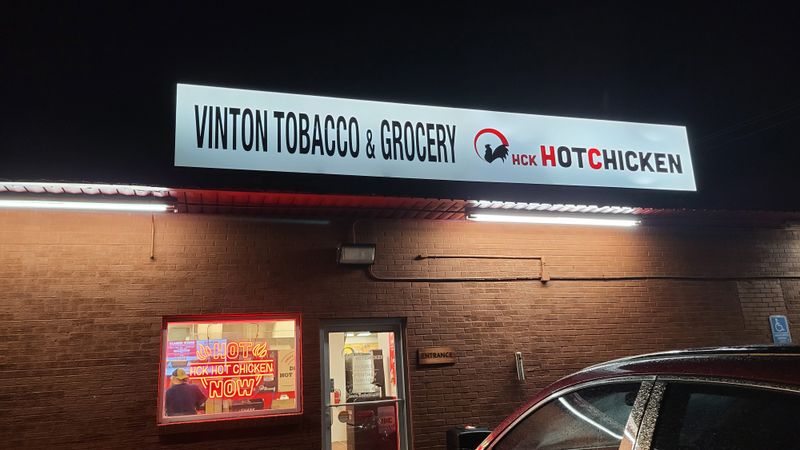 VINTON TOBACCO & GROCERY
HCK HOTCHICKEN
HOT
HCK HOT CHICKEN
NOW
ENTRANCE